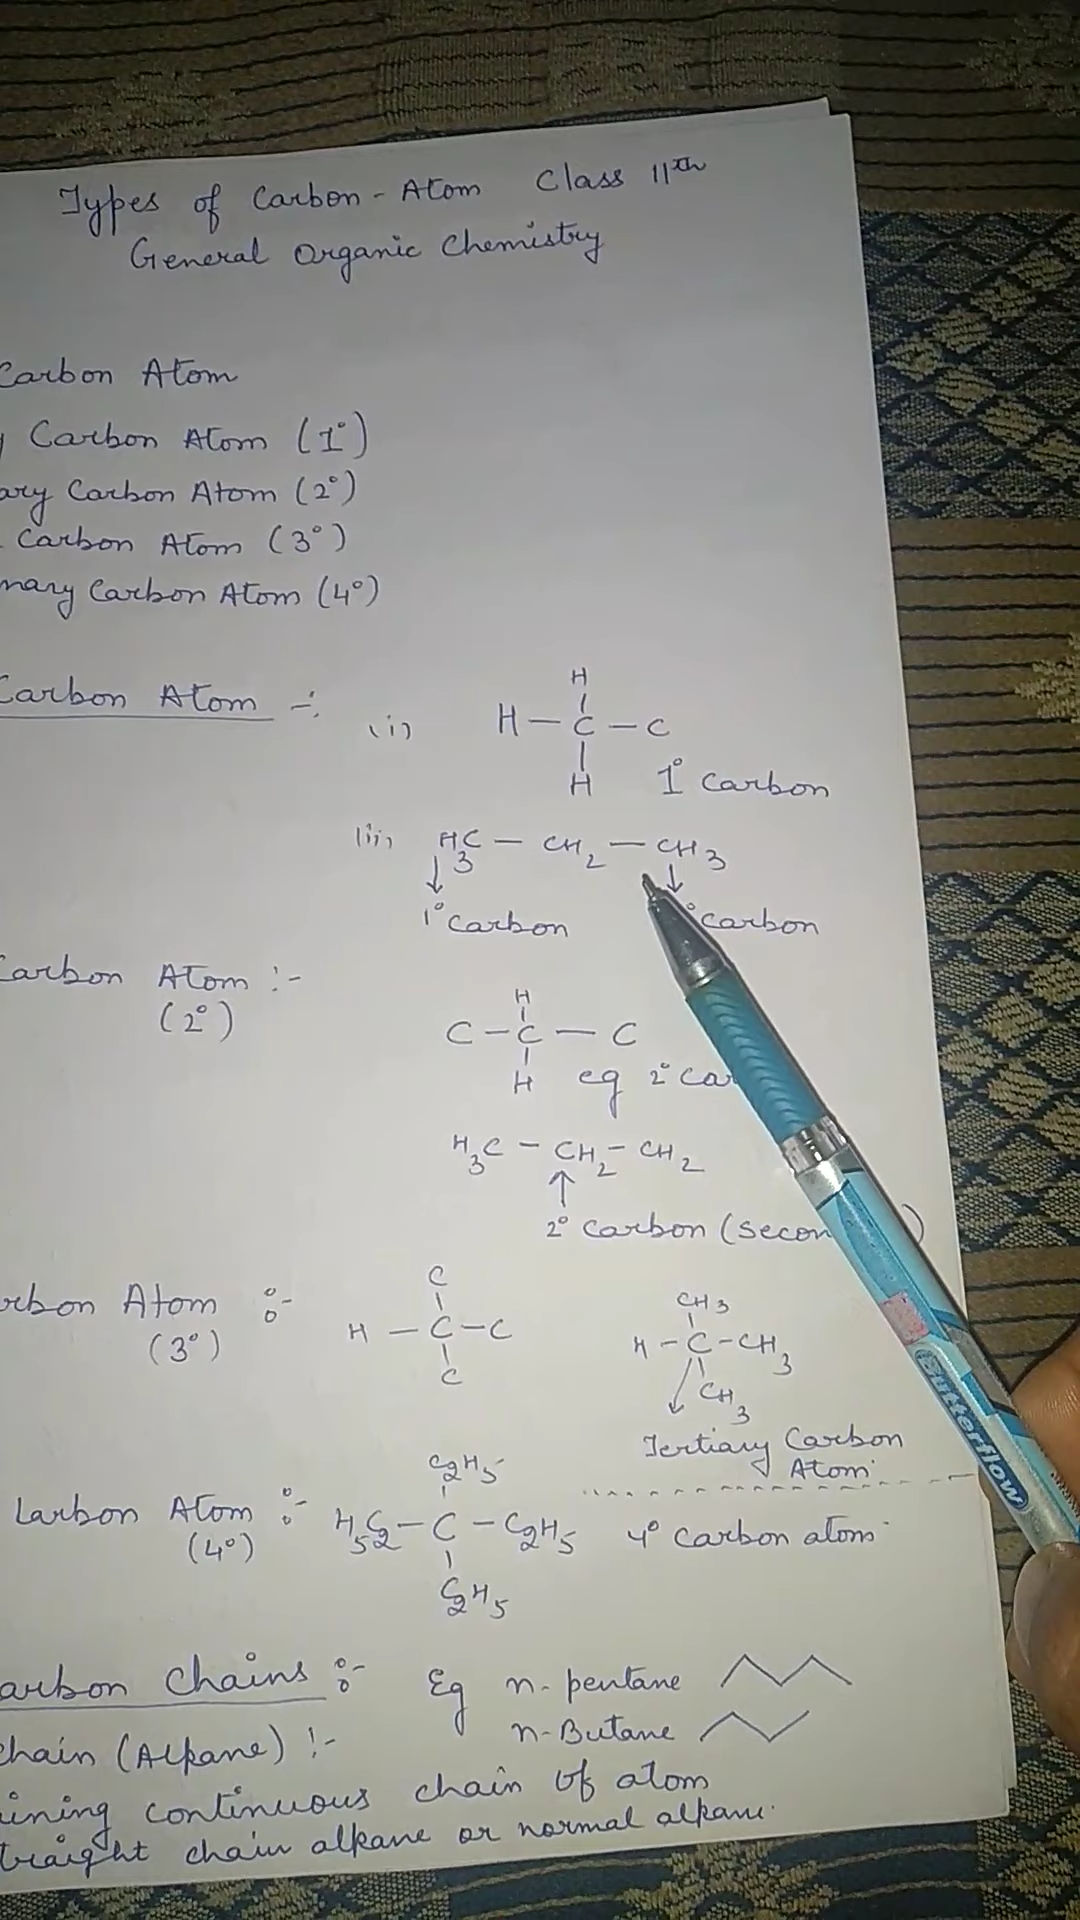 Types of Carbon-Atom Class 11th
General Organic Chemistry
Carbon Atom
Carbon Atom (1°)
ary Carbon Atom (2°)
Carbon Atom (3°)
nary Carbon Atom (4°)
Carbon Atom :-
(i)
H
H — C — C
H
1° Carbon
(ii) H3C — CH2 — CH3
1° Carbon
° Carbon
Carbon Atom :-
(2°)
H
C — C — C
H
eg 2° Car
H3C — CH2 — CH2
2° Carbon (Secon )
rbon Atom :-
(3°)
C
H — C — C
C
CH3
H — C — CH3
CH3
Tertiary Carbon
Atom
Carbon Atom :-
(4°)
C2H5
H5C2 — C — C2H5
C2H5
4° Carbon atom
arbon Chains :-
Eg n-pentane
n-Butane
chain (Alkane) :-
ining continuous chain of atom
traight chain alkane or normal alkane.
Butterflow